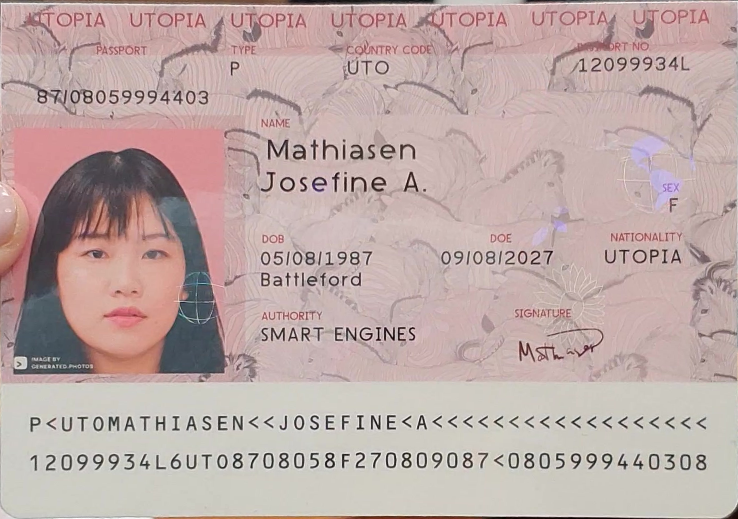 UTOPIA UTOPIA UTOPIA UTOPIA UTOPIA UTOPIA UTOPIA
PASSPORT TYPE COUNTRY CODE PASSPORT NO
P UTO 12099934L
87/08059994403
NAME
Mathiasen
Josefine A.
SEX
F
DOB DOE NATIONALITY
05/08/1987 09/08/2027 UTOPIA
Battleford
AUTHORITY SIGNATURE
SMART ENGINES
IMAGE BY
GENERATED.PHOTOS
P<UTOMATHIASEN<<JOSEFINE<A<<<<<<<<<<<<<<<<<<
12099934L6UTO8708058F270809087<0805999440308